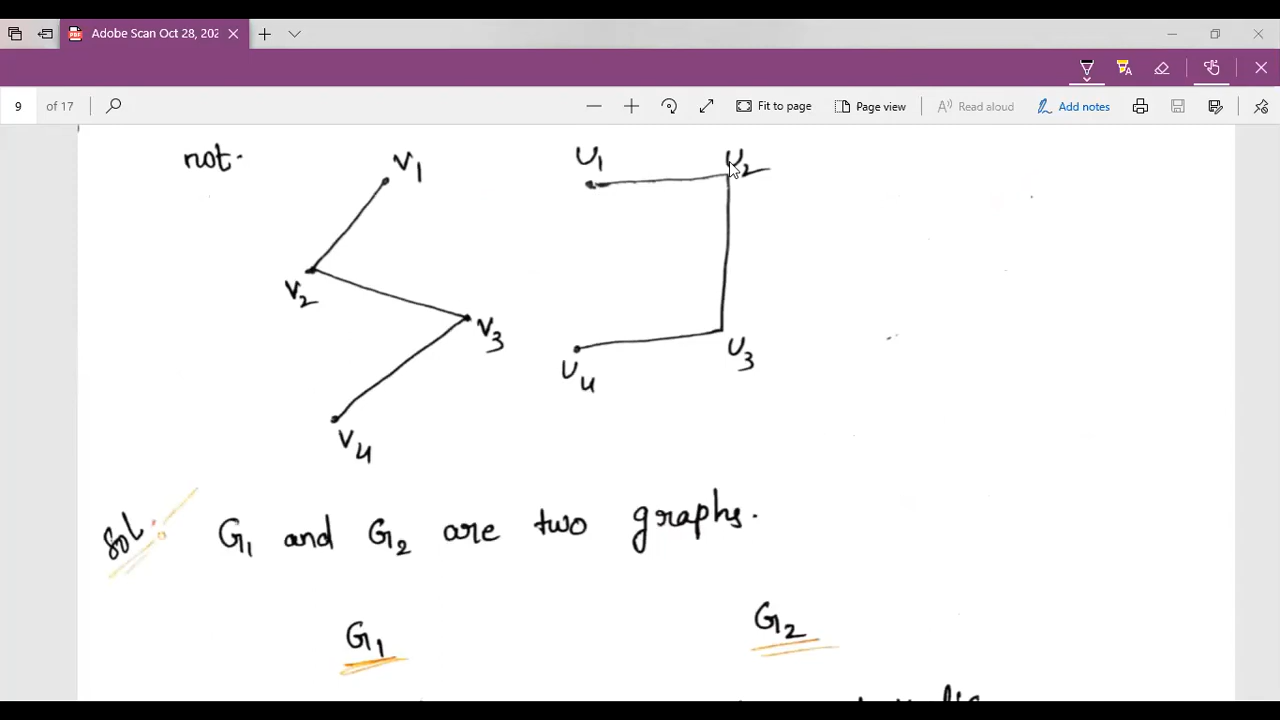 Adobe Scan Oct 28, 202
9 of 17
Fit to page
Page view
Read aloud
Add notes
not.
V1
U1
U2
V2
V3
U3
U4
V4
Sol:
G1 and G2 are two graphs.
G1
G2